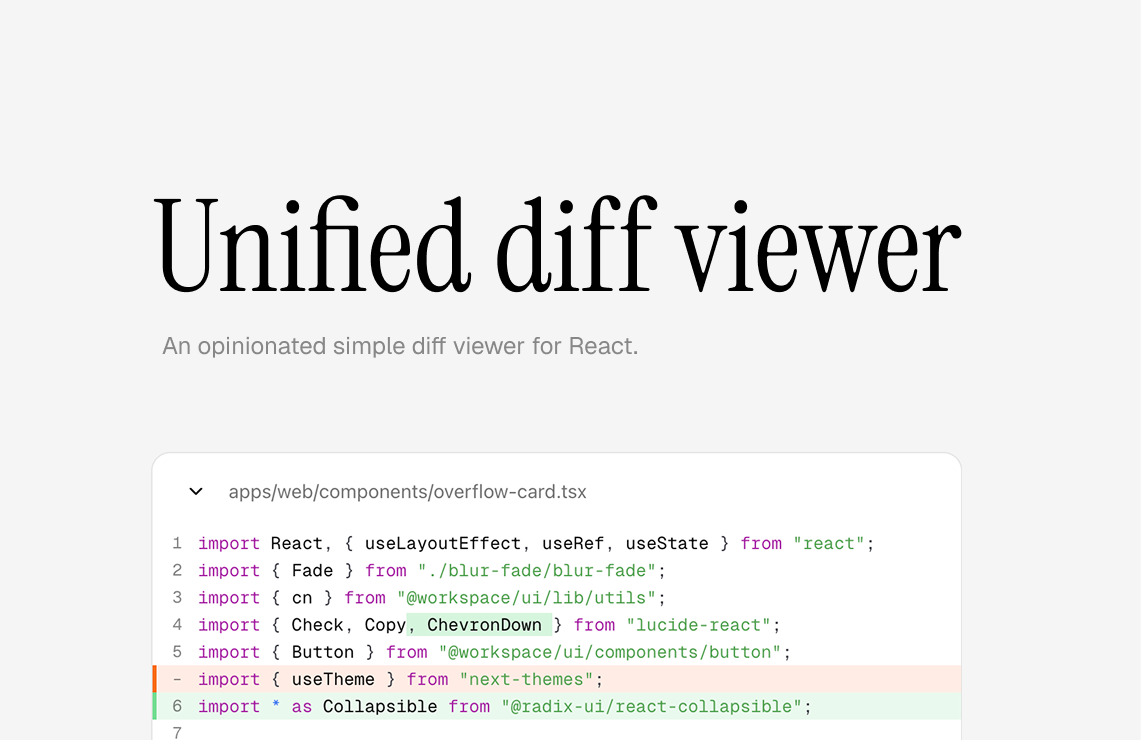 Unified diff viewer
An opinionated simple diff viewer for React.
apps/web/components/overflow-card.tsx
1 import React, { useLayoutEffect, useRef, useState } from "react";
2 import { Fade } from "./blur-fade/blur-fade";
3 import { cn } from "@workspace/ui/lib/utils";
4 import { Check, Copy, ChevronDown } from "lucide-react";
5 import { Button } from "@workspace/ui/components/button";
- import { useTheme } from "next-themes";
6 import * as Collapsible from "@radix-ui/react-collapsible";
7